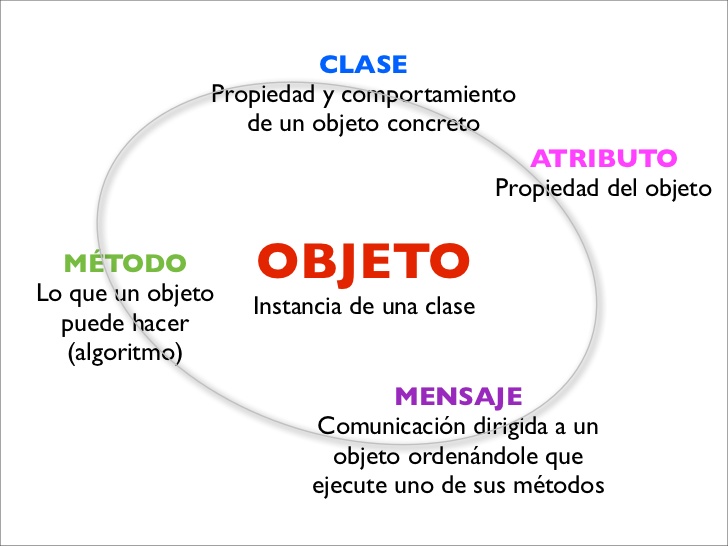 CLASE
Propiedad y comportamiento
de un objeto concreto
ATRIBUTO
Propiedad del objeto
MÉTODO
Lo que un objeto
puede hacer
(algoritmo)
OBJETO
Instancia de una clase
MENSAJE
Comunicación dirigida a un
objeto ordenándole que
ejecute uno de sus métodos